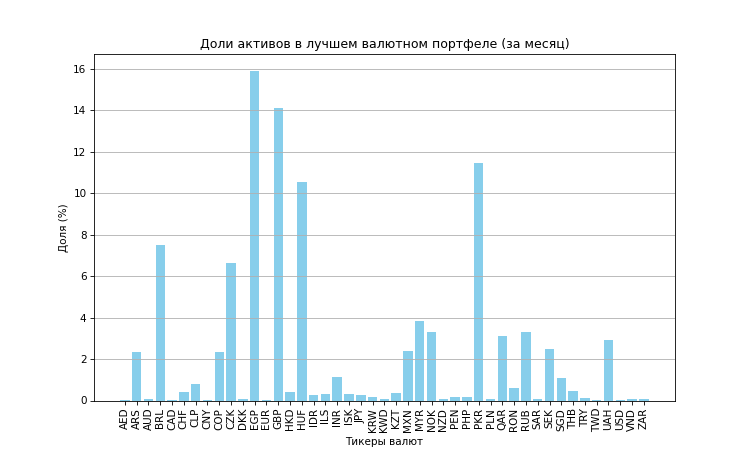 Доли активов в лучшем валютном портфеле (за месяц)
16
14
12
10
8
6
4
2
0
Доля (%)
AED
ARS
AUD
BRL
CAD
CHF
CLP
CNY
COP
CZK
DKK
EGP
EUR
GBP
HKD
HUF
IDR
ILS
INR
ISK
JPY
KRW
KWD
KZT
MXN
MYR
NOK
NZD
PEN
PHP
PKR
PLN
QAR
RON
RUB
SAR
SEK
SGD
THB
TRY
TWD
UAH
USD
VND
ZAR
Тикеры валют